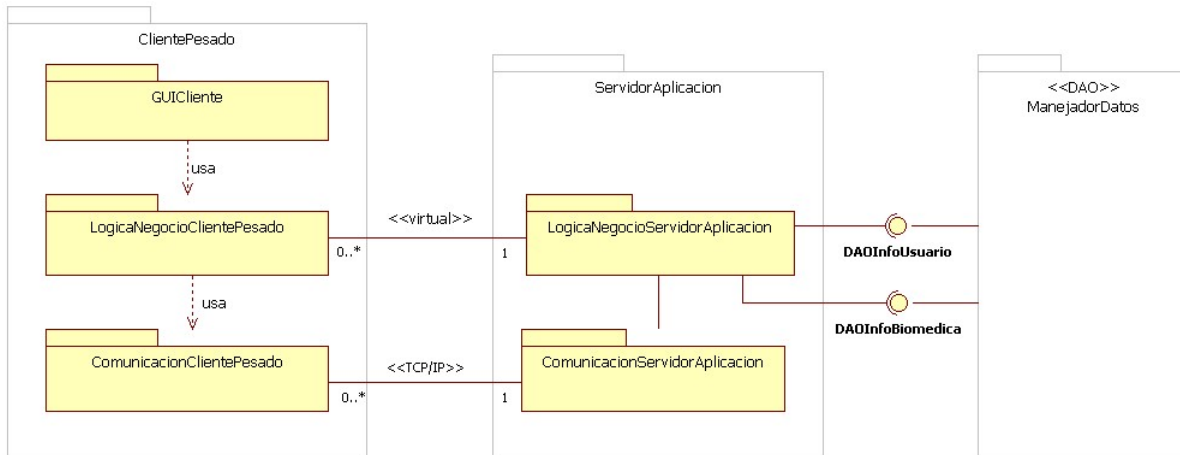 ClientePesado
GUICliente
usa
LogicaNegocioClientePesado
usa
ComunicacionClientePesado
<<virtual>>
0..*
1
<<TCP/IP>>
0..*
1
ServidorAplicacion
LogicaNegocioServidorAplicacion
ComunicacionServidorAplicacion
DAOInfoUsuario
DAOInfoBiomedica
<<DAO>>
ManejadorDatos